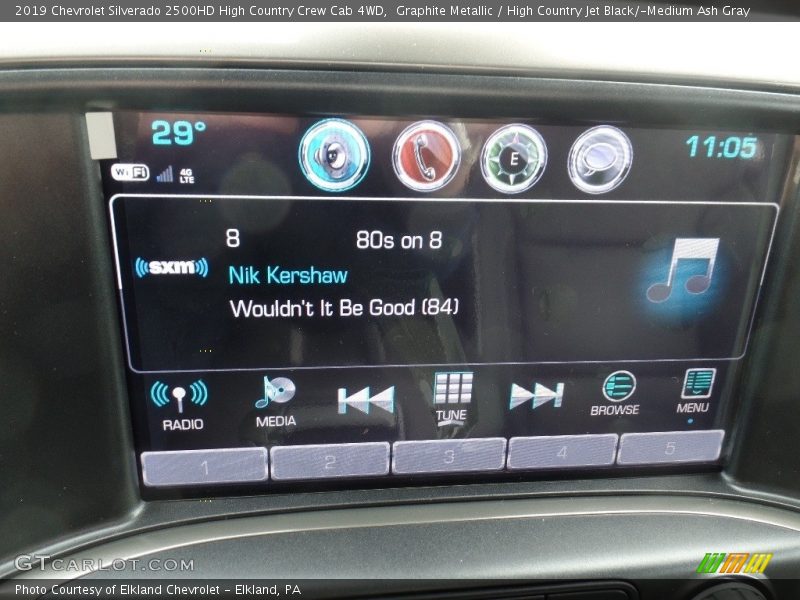 2019 Chevrolet Silverado 2500HD High Country Crew Cab 4WD,  Graphite Metallic / High Country Jet Black/­Medium Ash Gray
29°
11:05
E
Wi Fi
4G
LTE
8
80s on 8
((sxm))
Nik Kershaw
Wouldn't It Be Good (84)
RADIO
MEDIA
TUNE
BROWSE
MENU
1 2 3 4 5
GTCARLOT.COM
Photo Courtesy of Elkland Chevrolet - Elkland, PA